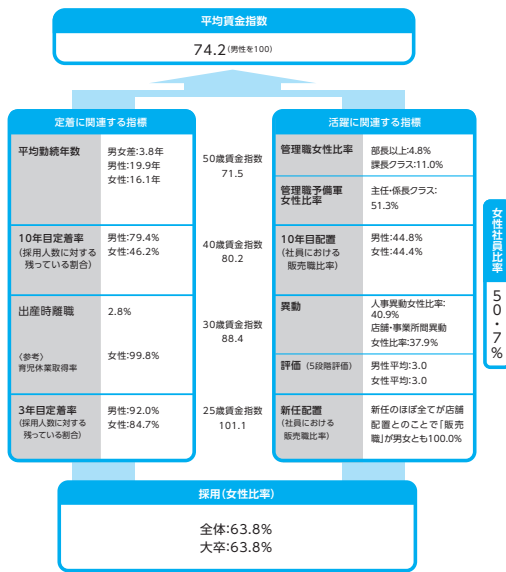 平均賃金指数
74.2(男性を100)
定着に関連する指標
平均勤続年数
男女差:3.8年
男性:19.9年
女性:16.1年
10年目定着率
(採用人数に対する
残っている割合)
男性:79.4%
女性:46.2%
出産時離職
2.8%
〈参考〉
育児休業取得率
女性:99.8%
3年目定着率
(採用人数に対する
残っている割合)
男性:92.0%
女性:84.7%
50歳賃金指数
71.5
40歳賃金指数
80.2
30歳賃金指数
88.4
25歳賃金指数
101.1
活躍に関連する指標
管理職女性比率
部長以上:4.8%
課長クラス:11.0%
管理職予備軍
女性比率
主任・係長クラス:
51.3%
10年目配置
(社員における
販売職比率)
男性:44.8%
女性:44.4%
異動
人事異動女性比率:
40.9%
店舗・事業所間異動
女性比率:37.9%
評価(5段階評価)
男性平均:3.0
女性平均:3.0
新任配置
(社員における
販売職比率)
新任のほぼ全てが店舗
配置とのことで「販売
職」が男女とも100.0%
女性社員比率
50・7%
採用(女性比率)
全体:63.8%
大卒:63.8%